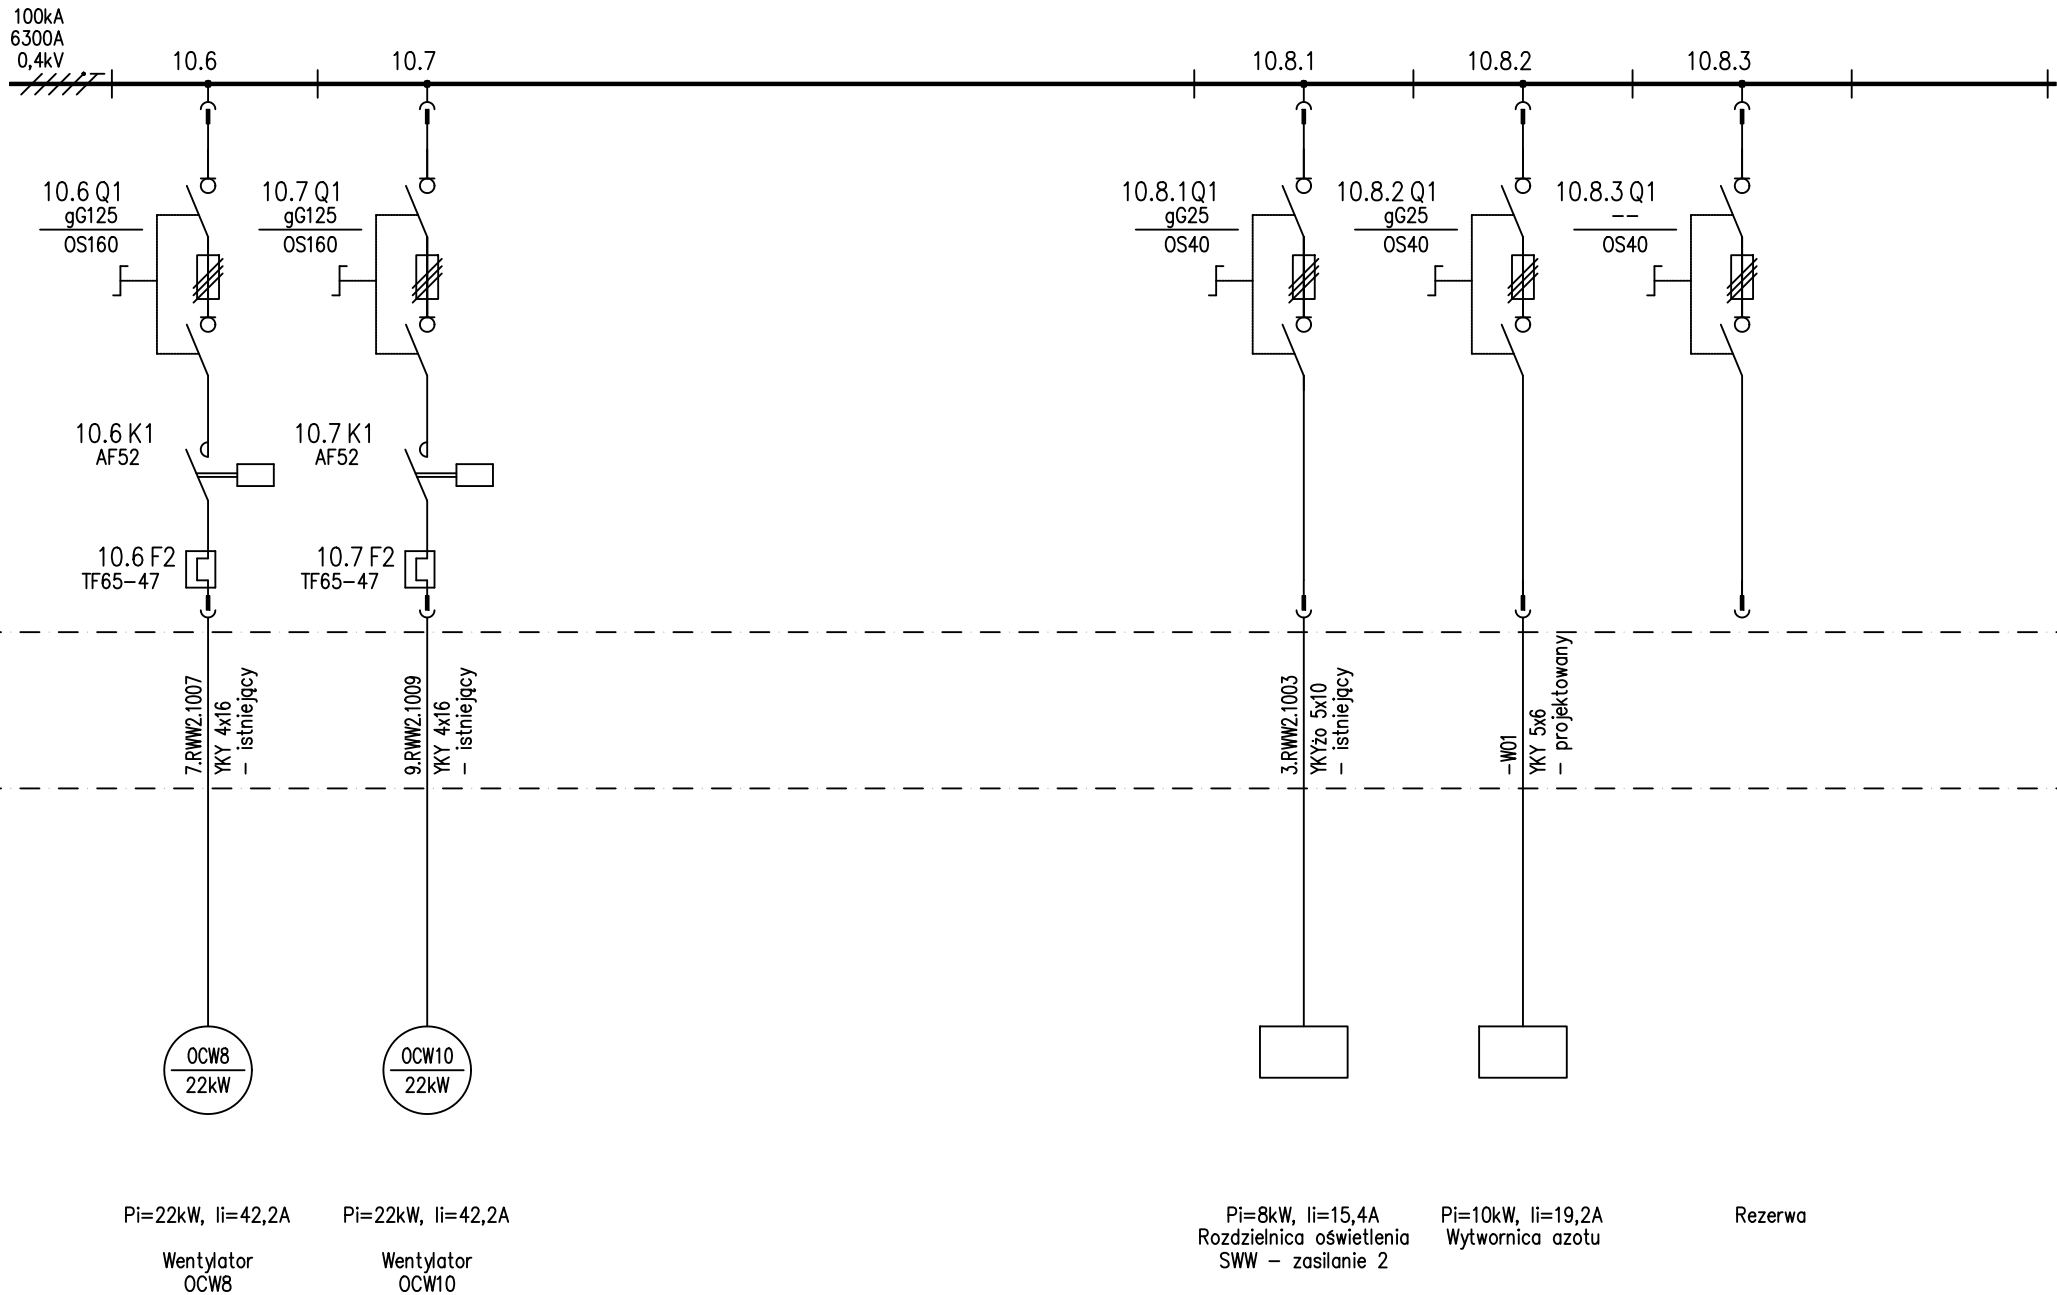 100kA
6300A
0,4kV
10.6
10.7
10.8.1
10.8.2
10.8.3
10.6 Q1
gG125
OS160
10.7 Q1
gG125
OS160
10.8.1 Q1
gG25
OS40
10.8.2 Q1
gG25
OS40
10.8.3 Q1
--
OS40
10.6 K1
AF52
10.7 K1
AF52
10.6 F2
TF65-47
10.7 F2
TF65-47
7.RWW2.1007
YKY 4x16
- istniejący
9.RWW2.1009
YKY 4x16
- istniejący
3.RWW2.1003
YKYżo 5x10
- istniejący
-W01
YKY 5x6
- projektowany
OCW8
22kW
OCW10
22kW
Pi=22kW, Ii=42,2A
Wentylator
OCW8
Pi=22kW, Ii=42,2A
Wentylator
OCW10
Pi=8kW, Ii=15,4A
Rozdzielnica oświetlenia
SWW - zasilanie 2
Pi=10kW, Ii=19,2A
Wytwornica azotu
Rezerwa